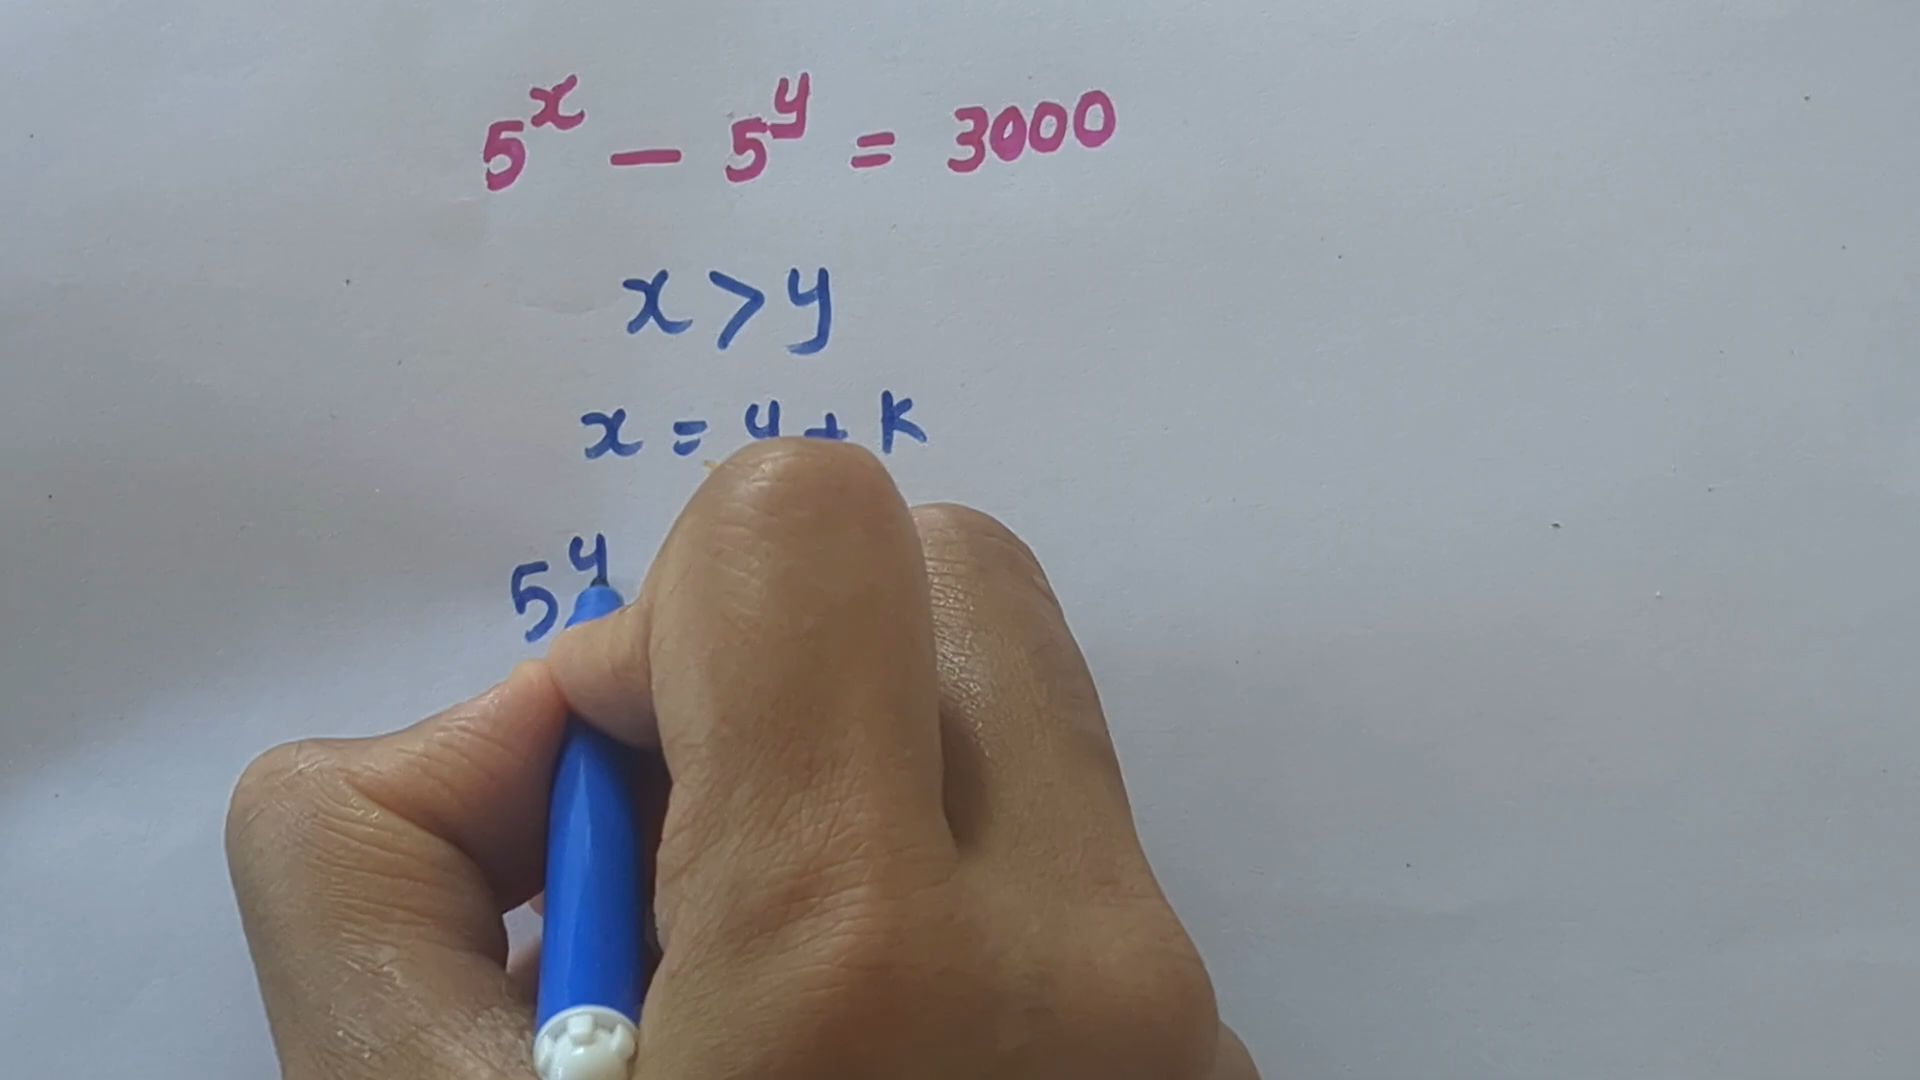 5^x - 5^y = 3000
x > y
x = y + k
5^y